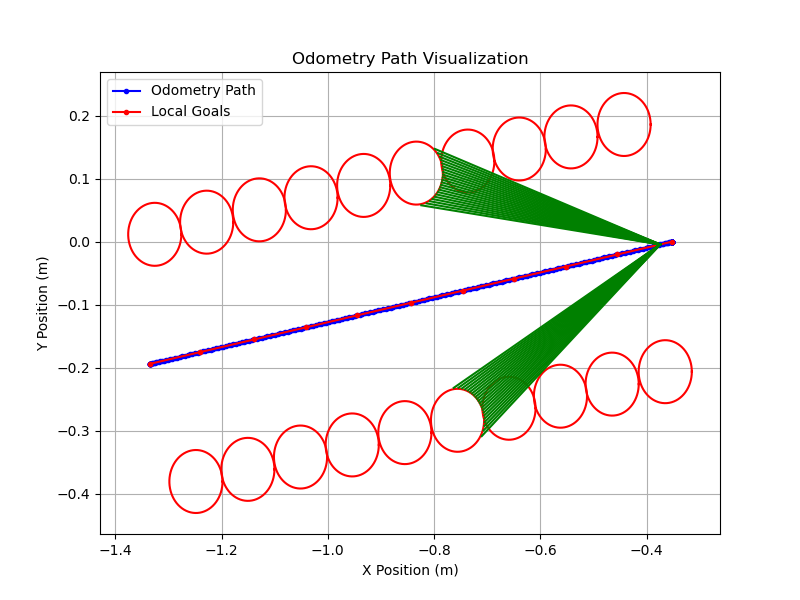 Odometry Path Visualization
Odometry Path
Local Goals
Y Position (m)
0.2
0.1
0.0
−0.1
−0.2
−0.3
−0.4
−1.4 −1.2 −1.0 −0.8 −0.6 −0.4
X Position (m)